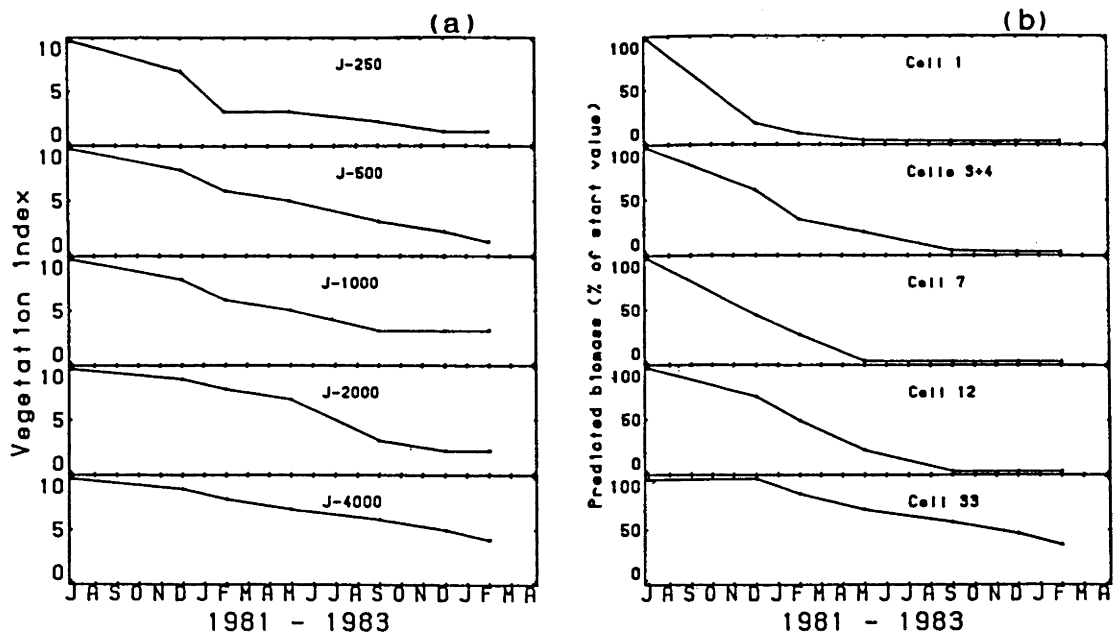 (a)
Vegetation Index
10
5
0
J-250
10
5
0
J-500
10
5
0
J-1000
10
5
0
J-2000
10
5
0
J-4000
J A S O N D J F M A M J J A S O N D J F M A
1981 - 1983
(b)
Predicted biomass (% of start value)
100
50
0
Cell 1
100
50
0
Cells 3+4
100
50
0
Cell 7
100
50
0
Cell 12
100
50
0
Cell 33
J A S O N D J F M A M J J A S O N D J F M A
1981 - 1983